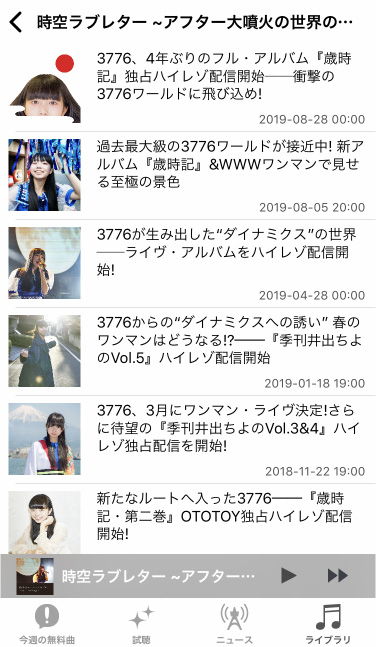 時空ラブレター ~アフター大噴火の世界の…
3776、4年ぶりのフル・アルバム『歳時
記』独占ハイレゾ配信開始──衝撃の
3776ワールドに飛び込め!
2019-08-28 00:00
過去最大級の3776ワールドが接近中! 新ア
ルバム『歳時記』&WWWワンマンで見せ
る至極の景色
2019-08-05 20:00
3776が生み出した“ダイナミクス”の世界
──ライヴ・アルバムをハイレゾ配信開
始!
2019-04-28 00:00
3776からの“ダイナミクスへの誘い” 春の
ワンマンはどうなる!?━━『季刊井出ちよ
のVol.5』ハイレゾ配信開始
2019-01-18 19:00
3776、3月にワンマン・ライヴ決定!さら
に待望の『季刊井出ちよのVol.3&4』ハイ
レゾ独占配信を開始!
2018-11-22 19:00
新たなルートへ入った3776━━『歳時
記・第二巻』OTOTOY独占ハイレゾ配信
開始!
時空ラブレター ~アフター…
今週の無料曲
試聴
ニュース
ライブラリ